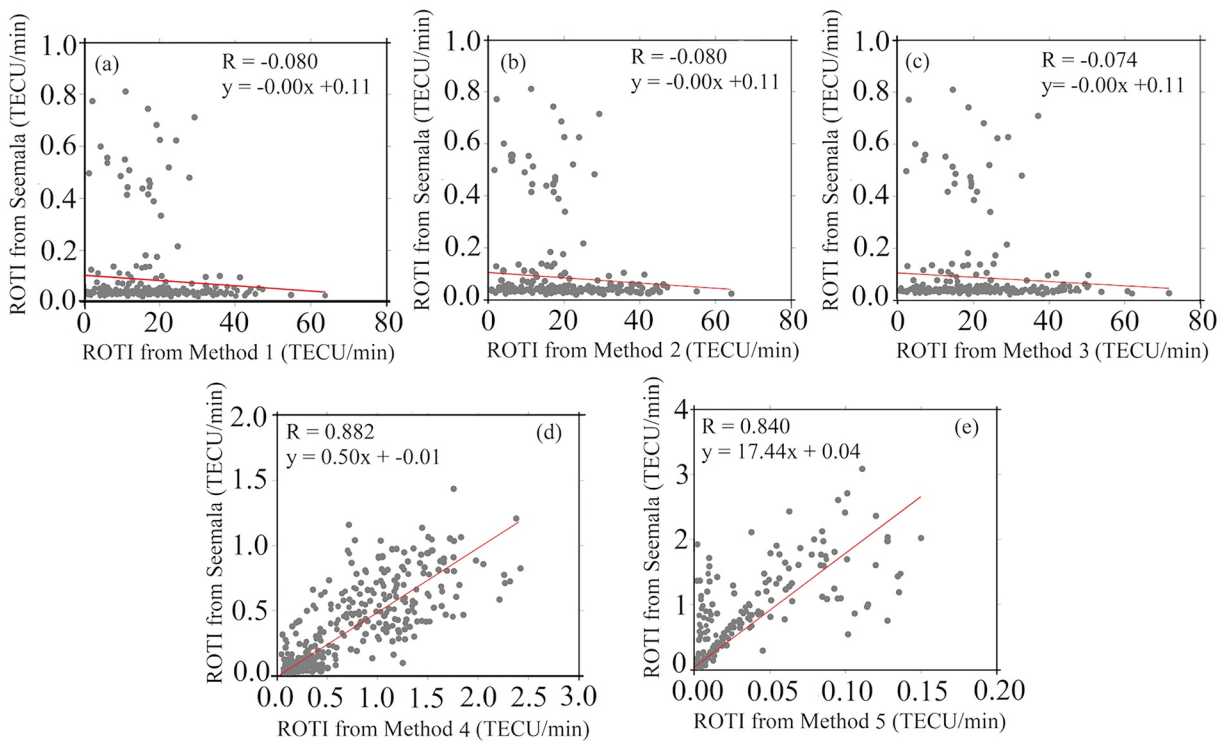 ROTI from Seemala (TECU/min)
1.0
0.8
0.6
0.4
0.2
0.0
(a)
R = -0.080
y = -0.00x +0.11
0 20 40 60 80
ROTI from Method 1 (TECU/min)
ROTI from Seemala (TECU/min)
1.0
0.8
0.6
0.4
0.2
0.0
(b)
R = -0.080
y = -0.00x +0.11
0 20 40 60 80
ROTI from Method 2 (TECU/min)
ROTI from Seemala (TECU/min)
1.0
0.8
0.6
0.4
0.2
0.0
(c)
R = -0.074
y= -0.00x +0.11
0 20 40 60 80
ROTI from Method 3 (TECU/min)
ROTI from Seemala (TECU/min)
2.0
1.5
1.0
0.5
0.0
R = 0.882
(d)
y = 0.50x + -0.01
0.0 0.5 1.0 1.5 2.0 2.5 3.0
ROTI from Method 4 (TECU/min)
ROTI from Seemala (TECU/min)
4
3
2
1
0
R = 0.840
(e)
y = 17.44x + 0.04
0.00 0.05 0.10 0.15 0.20
ROTI from Method 5 (TECU/min)